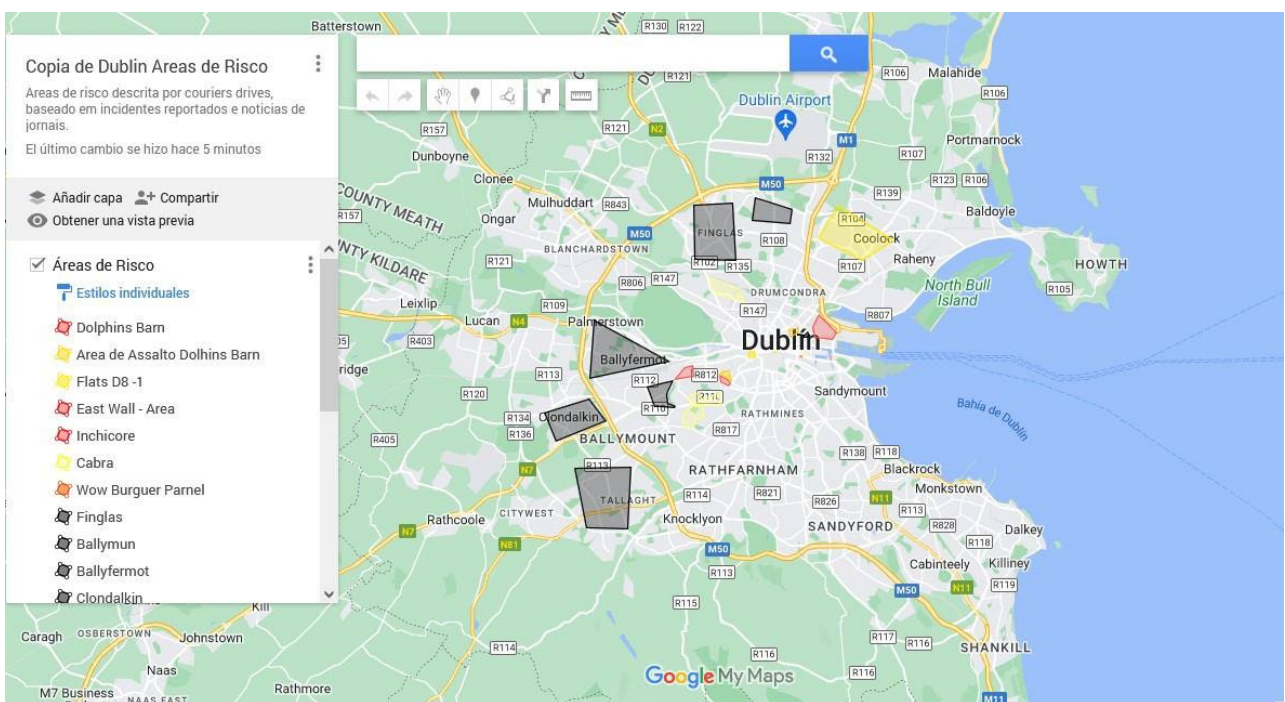 Copia de Dublin Areas de Risco
Areas de risco descrita por couriers drives,
baseado em incidentes reportados e noticias de
jornais.
El último cambio se hizo hace 5 minutos
Añadir capa
Compartir
Obtener una vista previa
Áreas de Risco
Estilos individuales
Dolphins Barn
Area de Assalto Dolhins Barn
Flats D8 -1
East Wall - Area
Inchicore
Cabra
Wow Burguer Parnel
Finglas
Ballymun
Ballyfermot
Clondalkin
Batterstown
R130
R122
R121
R106
Malahide
R106
Dublin Airport
R157
R121
N2
M1
Portmarnock
Dunboyne
R132
R107
Clonee
M50
R123
R106
COUNTY MEATH
R139
Mulhuddart
R843
R157
Ongar
M50
FINGLAS
R104
Baldoyle
NTY KILDARE
BLANCHARDSTOWN
R108
Coolock
R121
R102
R135
R107
Raheny
HOWTH
R806
R147
North Bull
Island
R105
DRUMCONDRA
Leixlip
R109
R147
R807
Lucan
N4
Palmerstown
R403
Dublín
Ballyfermot
ridge
R113
R112
R812
R120
R110
Sandymount
R134
Clondalkin
RATHMINES
Bahía de Dublín
R136
R817
R405
BALLYMOUNT
R138
R118
N7
R113
RATHFARNHAM
Blackrock
TALLAGHT
R114
R821
N11
Monkstown
CITYWEST
R826
R113
Rathcoole
Knocklyon
SANDYFORD
R828
Dalkey
N7
N81
R118
M50
Cabinteely
Killiney
R113
M50
N11
R119
R115
Kill
Caragh
OSBERSTOWN
Johnstown
R117
R116
R114
R116
SHANKILL
Naas
Google My Maps
R116
M7 Business
NAAS EAST
Rathmore
M11